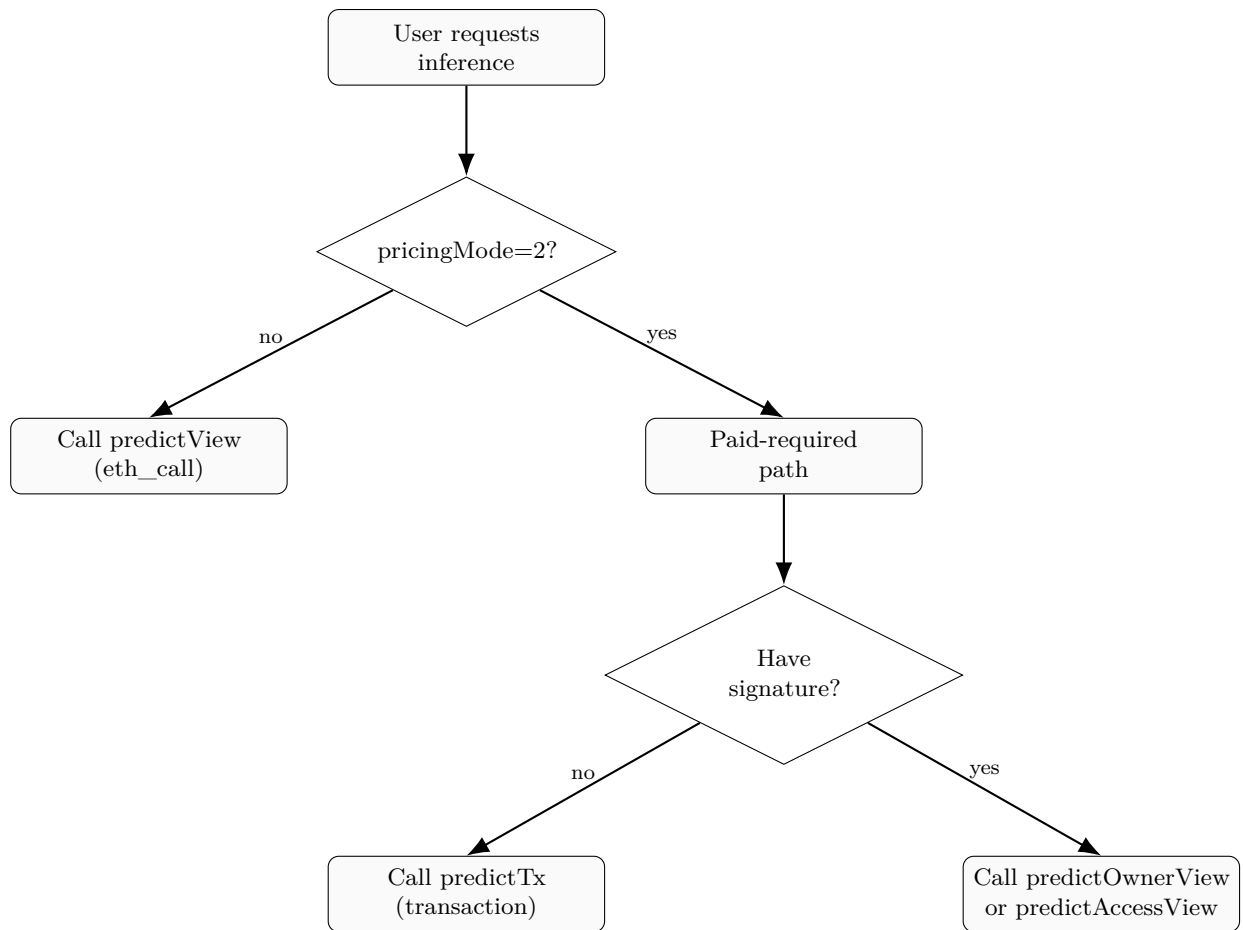 User requests
inference
pricingMode=2?
no
yes
Call predictView
(eth_call)
Paid-required
path
Have
signature?
no
yes
Call predictTx
(transaction)
Call predictOwnerView
or predictAccessView